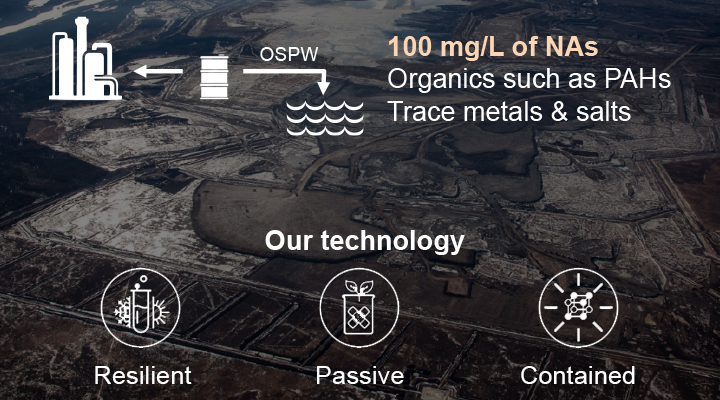 OSPW
100 mg/L of NAs
Organics such as PAHs
Trace metals & salts
Our technology
Resilient
Passive
Contained